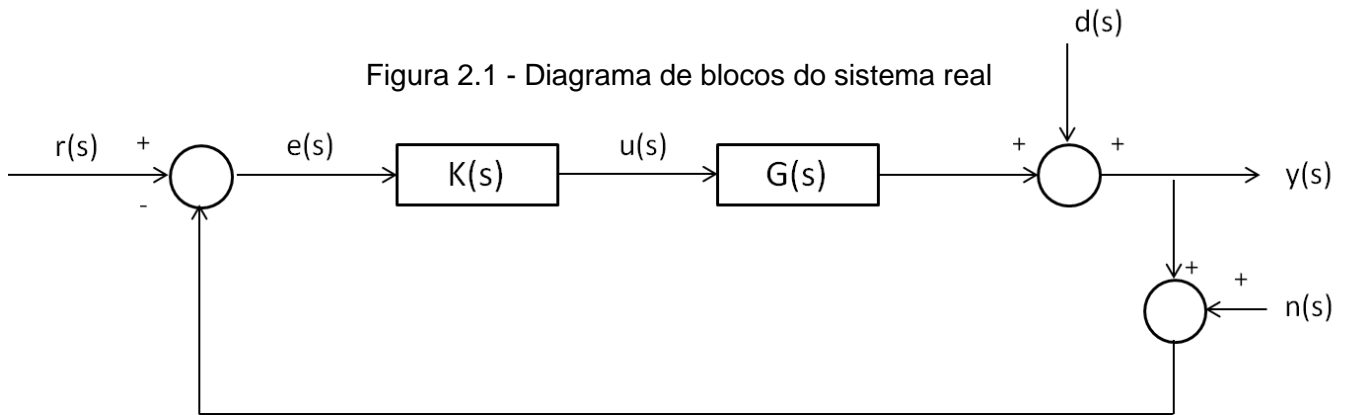 d(s)
Figura 2.1 - Diagrama de blocos do sistema real
r(s) + e(s) K(s) u(s) G(s) + + y(s)
-
+ +
n(s)